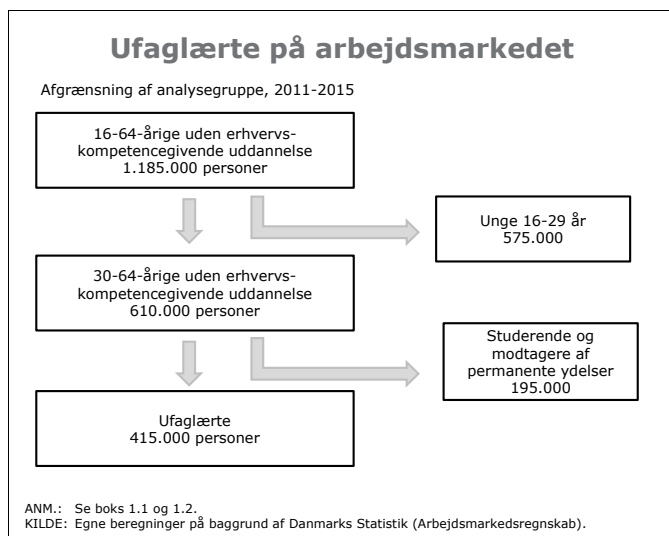 Ufaglærte på arbejdsmarkedet
Afgrænsning af analysegruppe, 2011-2015
16-64-årige uden erhvervs-
kompetencegivende uddannelse
1.185.000 personer
Unge 16-29 år
575.000
30-64-årige uden erhvervs-
kompetencegivende uddannelse
610.000 personer
Studerende og
modtagere af
permanente ydelser
195.000
Ufaglærte
415.000 personer
ANM.: Se boks 1.1 og 1.2.
KILDE: Egne beregninger på baggrund af Danmarks Statistik (Arbejdsmarkedsregnskab).